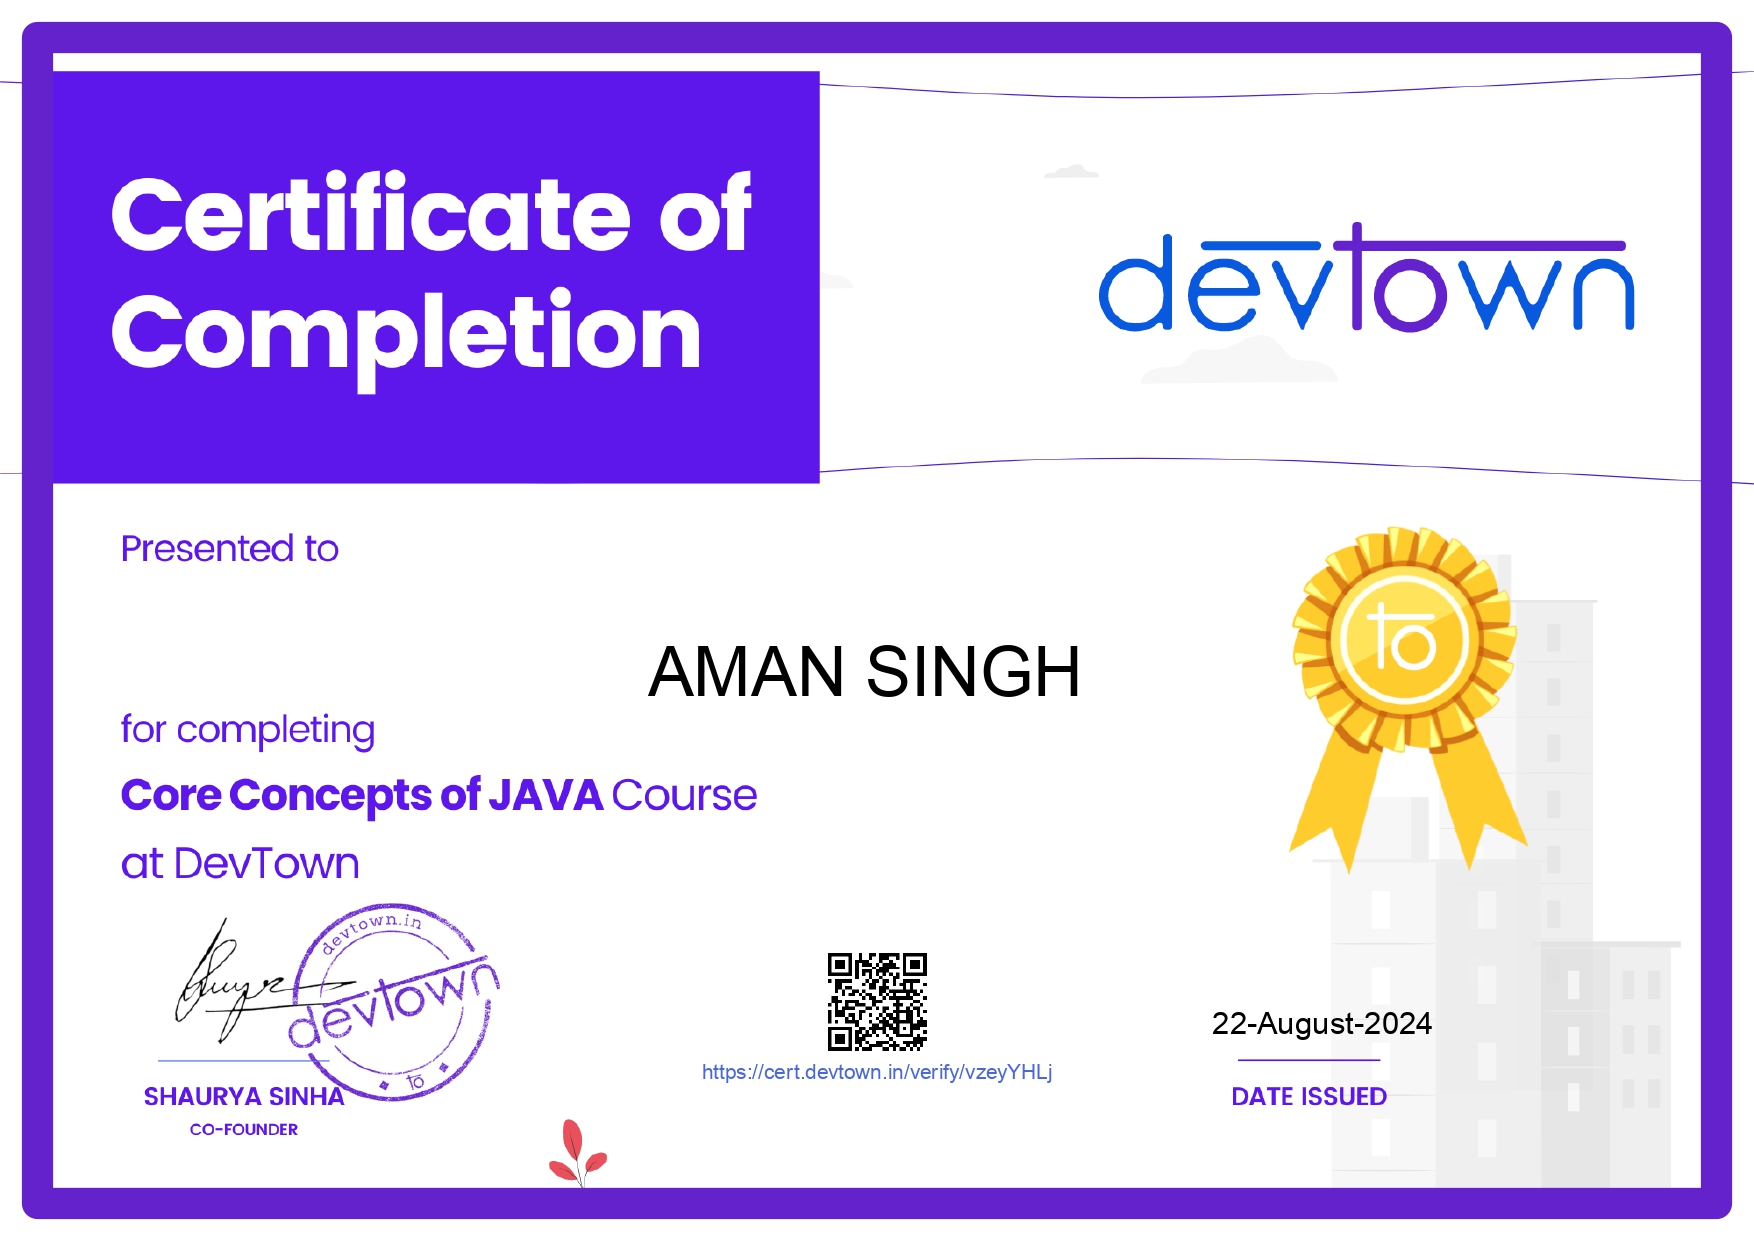 Certificate of
Completion
devtown
Presented to
AMAN SINGH
for completing
Core Concepts of JAVA Course
at DevTown
to
devtown.in
devtown
to
SHAURYA SINHA
CO-FOUNDER
https://cert.devtown.in/verify/vzeyYHLj
22-August-2024
DATE ISSUED